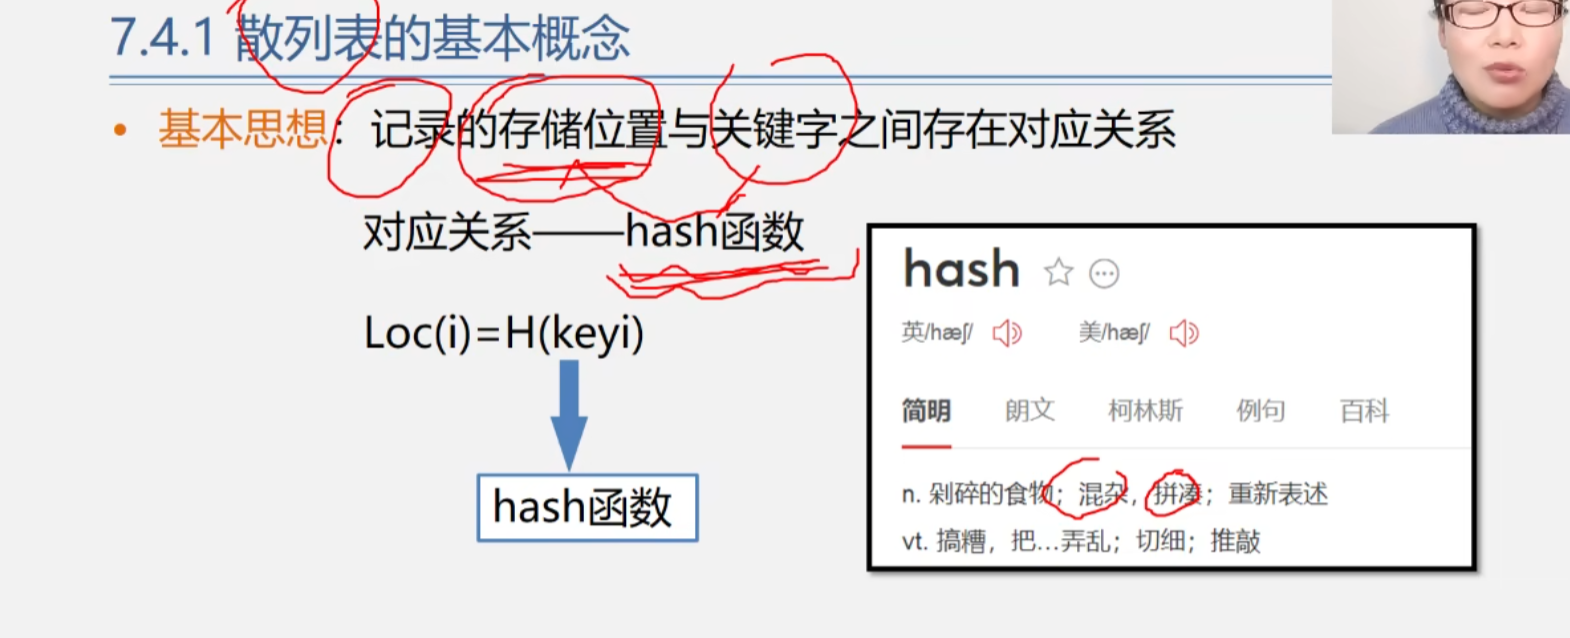 7.4.1 散列表的基本概念
• 基本思想：记录的存储位置与关键字之间存在对应关系
对应关系——hash函数
Loc(i)=H(keyi)
hash函数
hash
英/hæʃ/ 美/hæʃ/
简明 朗文 柯林斯 例句 百科
n. 剁碎的食物；混杂，拼凑；重新表述
vt. 搞糟，把…弄乱；切细；推敲